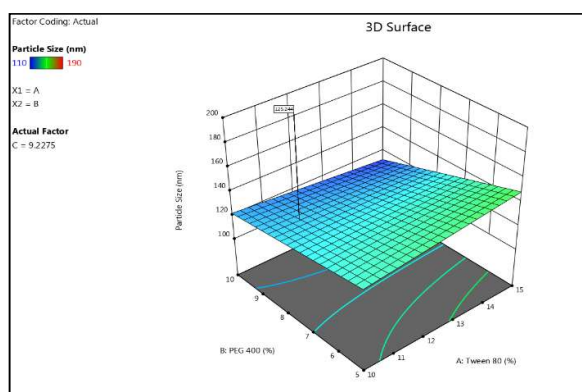 Factor Coding: Actual
3D Surface
Particle Size (nm)
110 190
X1 = A
X2 = B
Actual Factor
C = 9.2275
Particle Size (nm)
200
180
160
140
120
100
10
9
8
7
6
5
B: PEG 400 (%)
10
11
12
13
14
15
A: Tween 80 (%)